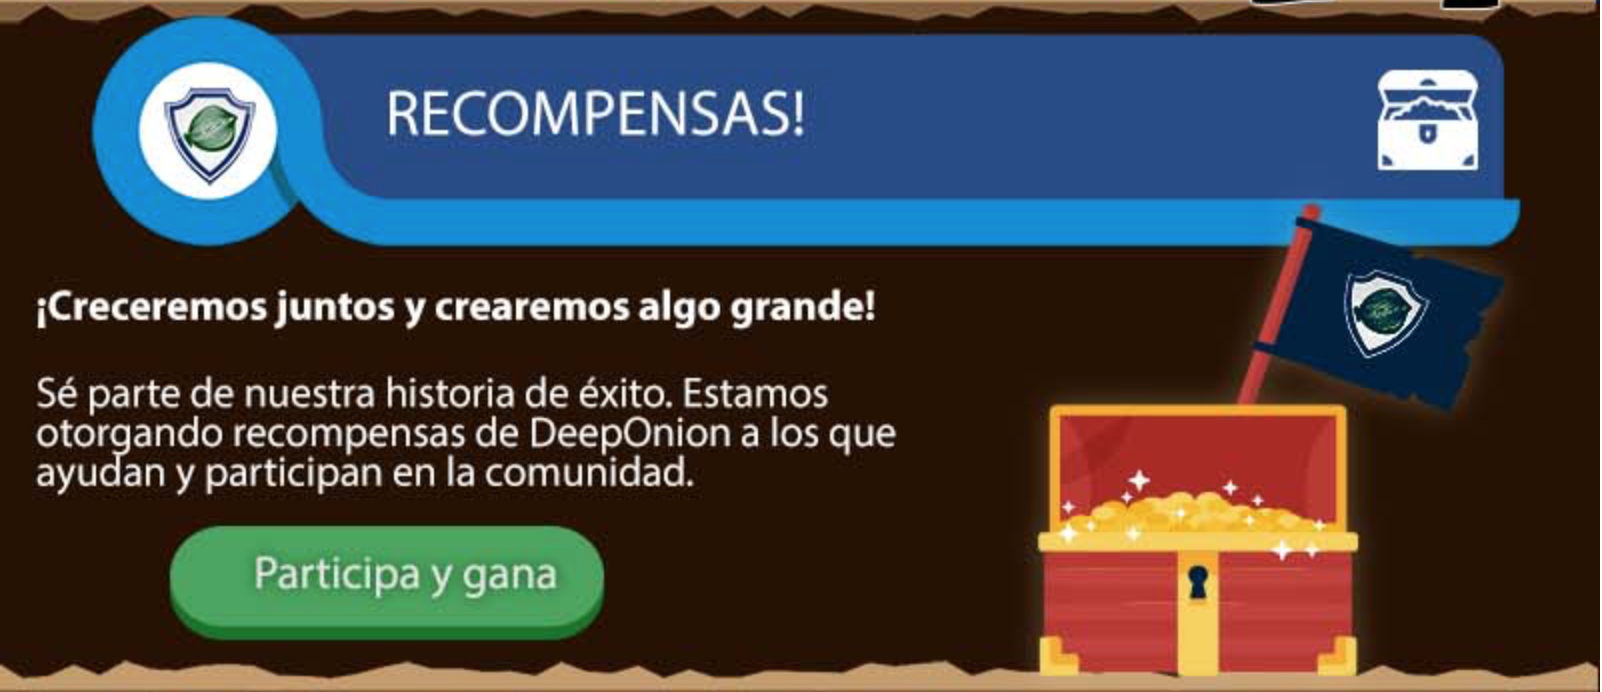 RECOMPENSAS!
¡Creceremos juntos y crearemos algo grande!
Sé parte de nuestra historia de éxito. Estamos
otorgando recompensas de DeepOnion a los que
ayudan y participan en la comunidad.
Participa y gana